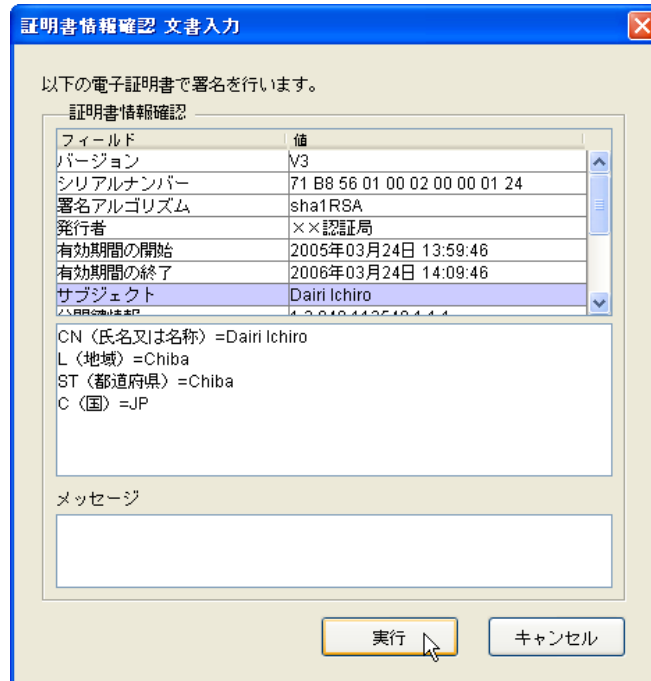 証明書情報確認 文書入力
以下の電子証明書で署名を行います。
証明書情報確認
フィールド 値
バージョン V3
シリアルナンバー 71 B8 56 01 00 02 00 00 01 24
署名アルゴリズム sha1RSA
発行者 ××認証局
有効期間の開始 2005年03月24日 13:59:46
有効期間の終了 2006年03月24日 14:09:46
サブジェクト Dairi Ichiro
CN（氏名又は名称）=Dairi Ichiro
L（地域）=Chiba
ST（都道府県）=Chiba
C（国）=JP
メッセージ
実行 キャンセル